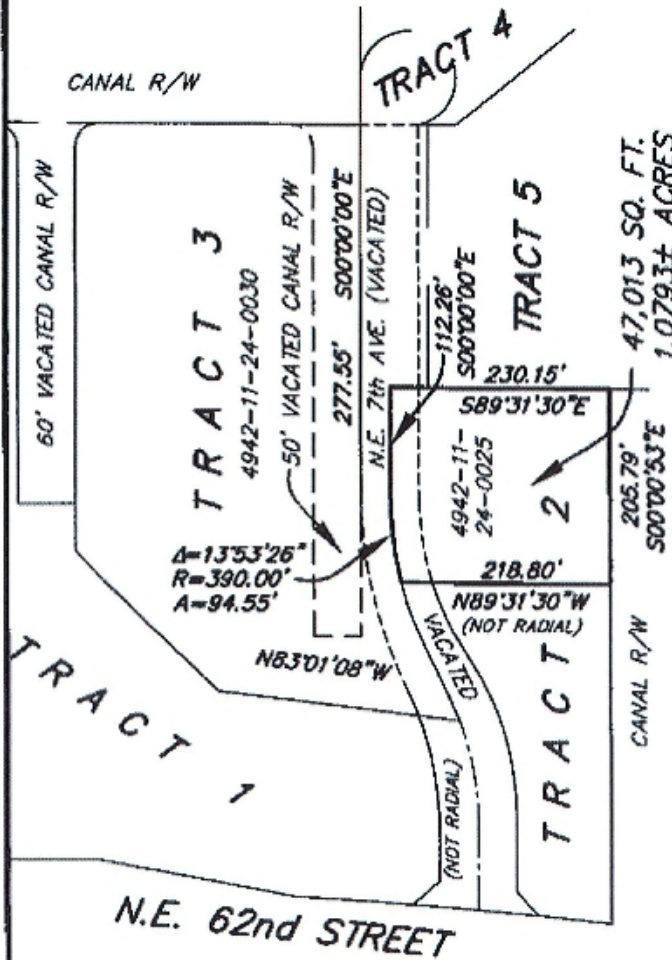 TRACT 4
CANAL R/W
60' VACATED CANAL R/W
TRACT 3
4942-11-24-0030
50' VACATED CANAL R/W
277.55' S00°00'00"E
N.E. 7th AVE. (VACATED)
112.26'
S00°00'00"E
TRACT 5
47,013 SQ. FT.
1.0793± ACRES
230.15'
S89°31'30"E
4942-11-
24-0025
205.79'
S00°00'53"E
Δ=13°53'26"
R=390.00'
A=94.55'
218.80'
N89°31'30"W
(NOT RADIAL)
N83°01'08"W
VACATED
TRACT 2
CANAL R/W
TRACT 1
(NOT RADIAL)
N.E. 62nd STREET